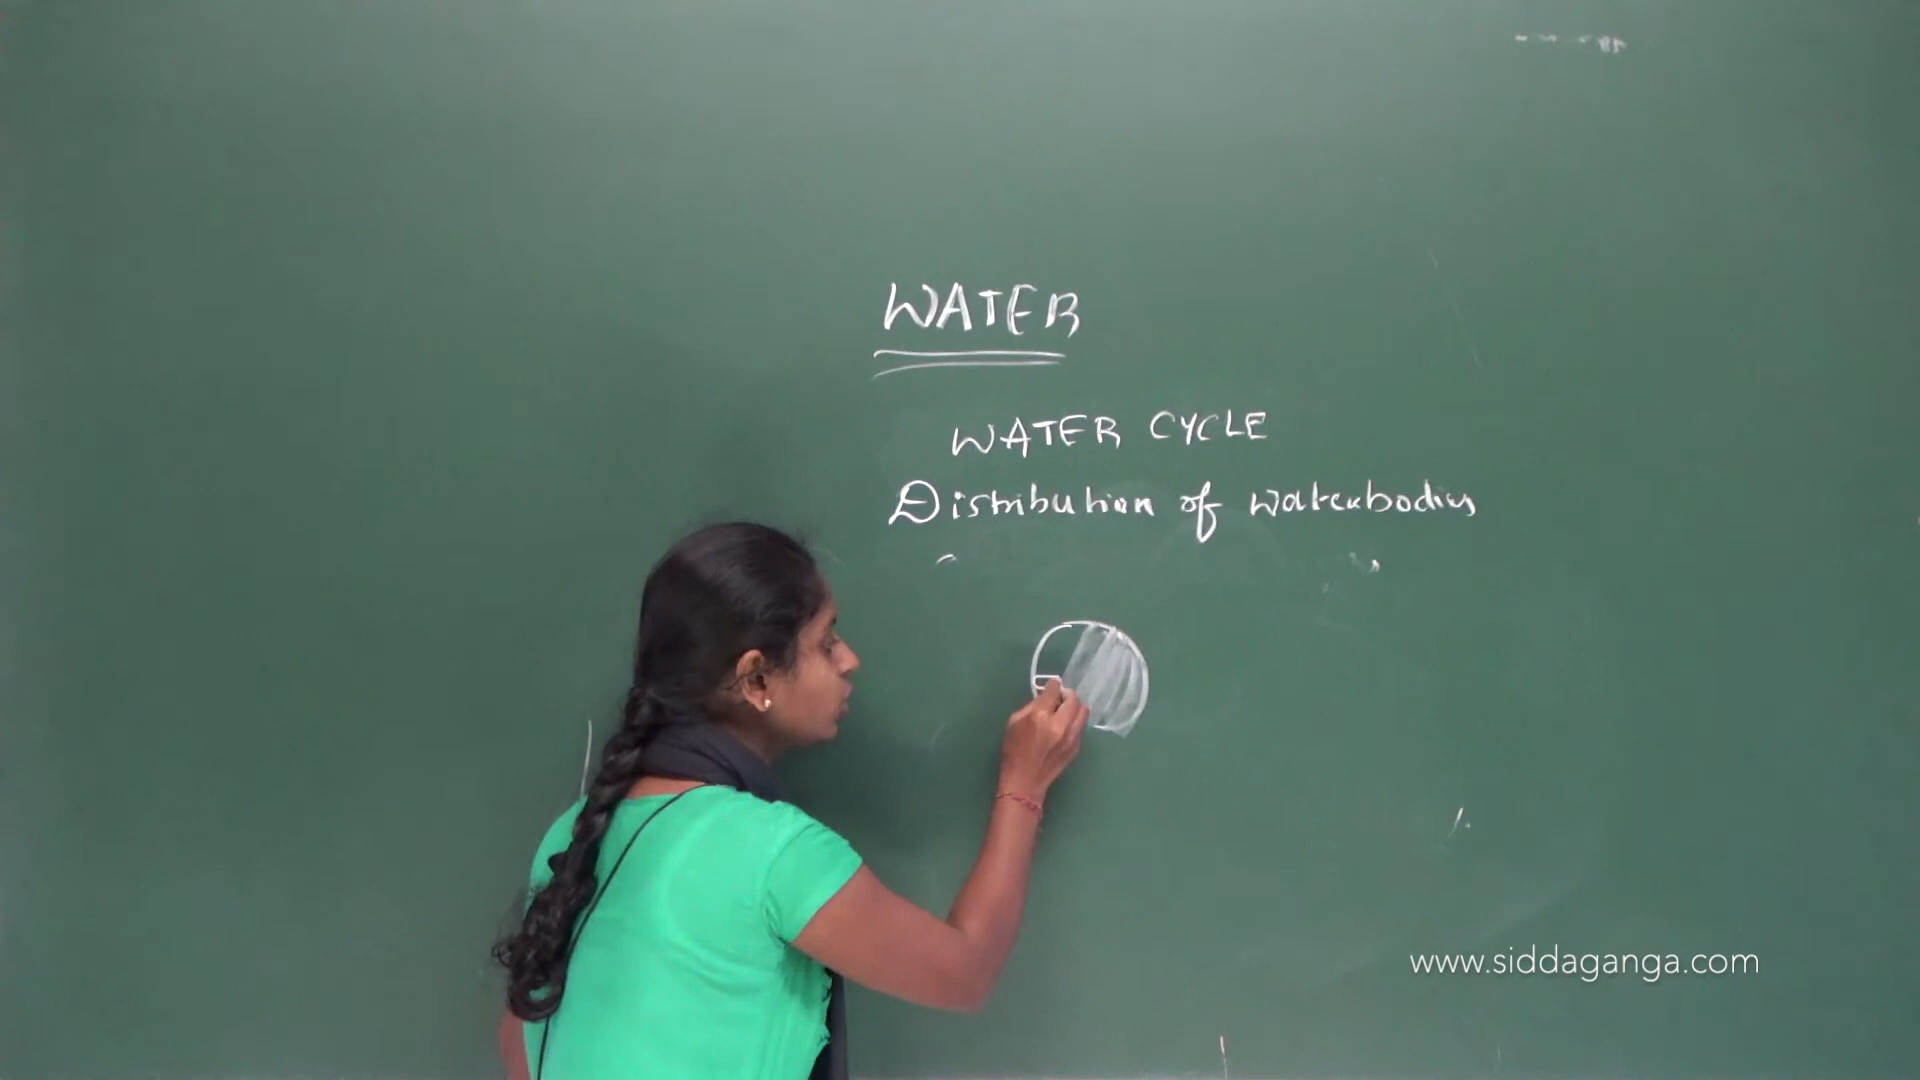 WATER
WATER CYCLE
Distribution of waterbodies
www.siddaganga.com